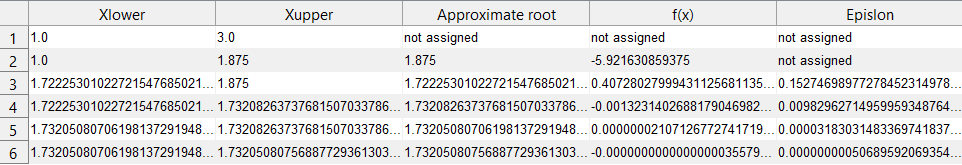 Xlower Xupper Approximate root f(x) Epislon
1 1.0 3.0 not assigned not assigned not assigned
2 1.0 1.875 1.875 -5.921630859375 not assigned
3 1.72225301022721547685021... 1.875 1.72225301022721547685021... 0.40728027999431125681135... 0.15274698977278452314978...
4 1.72225301022721547685021... 1.73208263737681507033786... 1.73208263737681507033786... -0.0013231402688179046982... 0.00982962714959959348764...
5 1.73205080706198137291948... 1.73208263737681507033786... 1.73205080706198137291948... 0.00000002107126772741719... 0.00003183031483369741837...
6 1.73205080706198137291948... 1.73205080756887729361303... 1.73205080756887729361303... -0.0000000000000000035579... 0.00000000050689592069354...